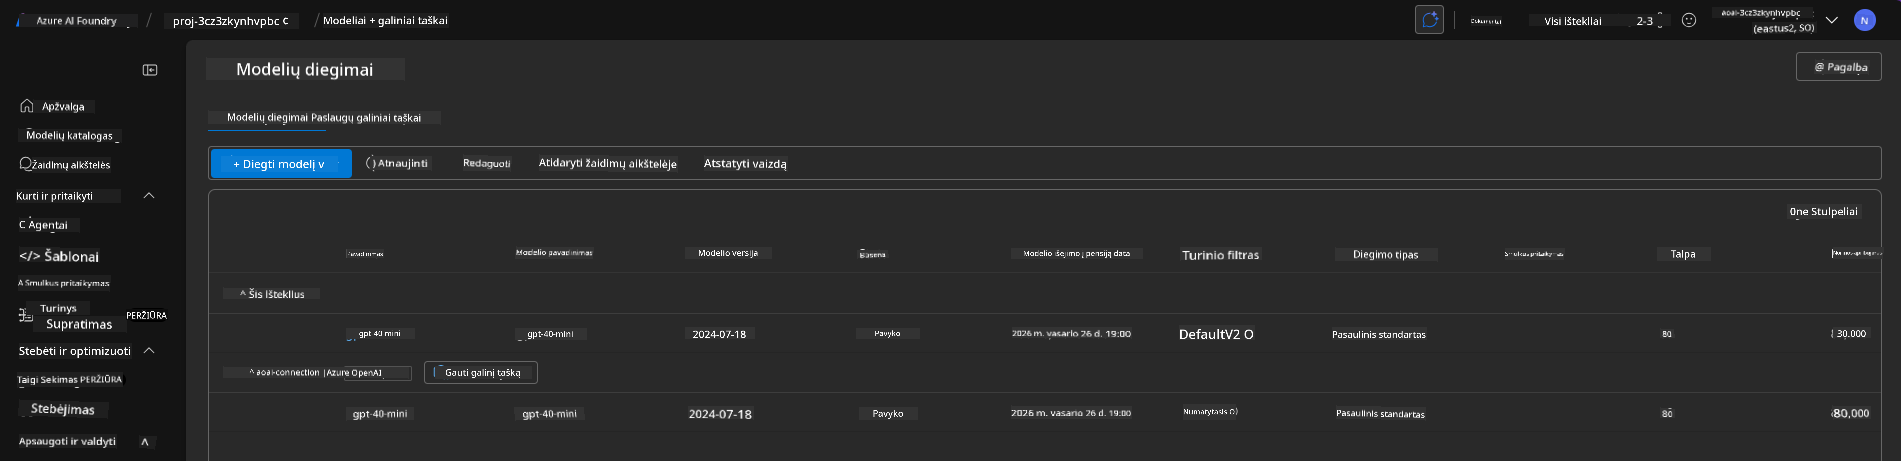 Azure AI Foundry / proj-3cz3zkynhvpbc C / Modeliai + galiniai taškai
Visi ištekliai 2-3
aoai-3cz3zkynhvpbc
(eastus2, SO)
N
Modelių diegimai
@ Pagalba
Apžvalga
Modelių katalogas
Žaidimų aikštelės
Kurti ir pritaikyti
C Agentai
</> Šablonai
A Smulkus pritaikymas
Turinys
Supratimas PERŽIŪRA
Stebėti ir optimizuoti
Taigi Sekimas PERŽIŪRA
Stebėjimas
Apsaugoti ir valdyti ^
Modelių diegimai Paslaugų galiniai taškai
+ Diegti modelį v Atnaujinti Redaguoti Atidaryti žaidimų aikštelėje Atstatyti vaizdą
One Stulpeliai
Pavadinimas Modelio pavadinimas Modelio versija Būsena Modelio išėjimo į pensiją data Turinio filtras Diegimo tipas Smulkus pritaikymas Talpa
^ Šis išteklius
gpt-40 mini gpt-40-mini 2024-07-18 Pavyko 2026 m. vasario 26 d. 19:00 DefaultV2 O Pasaulinis standartas 80 30,000
^ aoai-connection |Azure OpenAI Gauti galinį tašką
gpt-40-mini gpt-40-mini 2024-07-18 Pavyko 2026 m. vasario 26 d. 19:00 Numatytasis O) Pasaulinis standartas 80 80,000